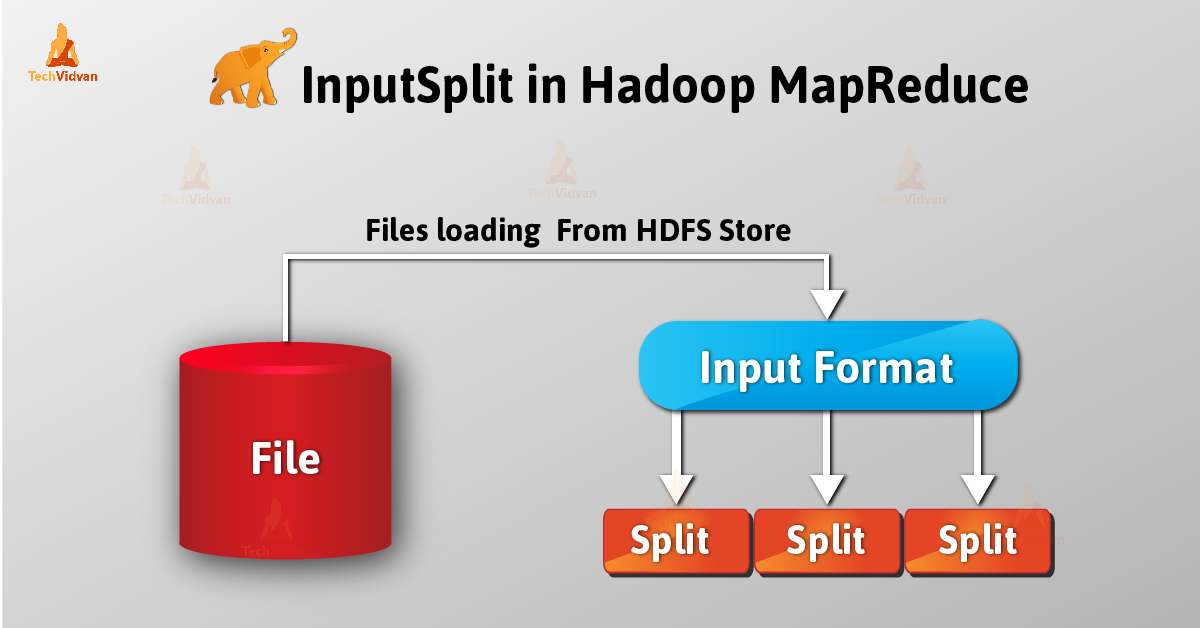 TechVidvan
InputSplit in Hadoop MapReduce
TechVidvan
TechVidvan
TechVidvan
Files loading From HDFS Store
Input Format
File
Split
Split
Split